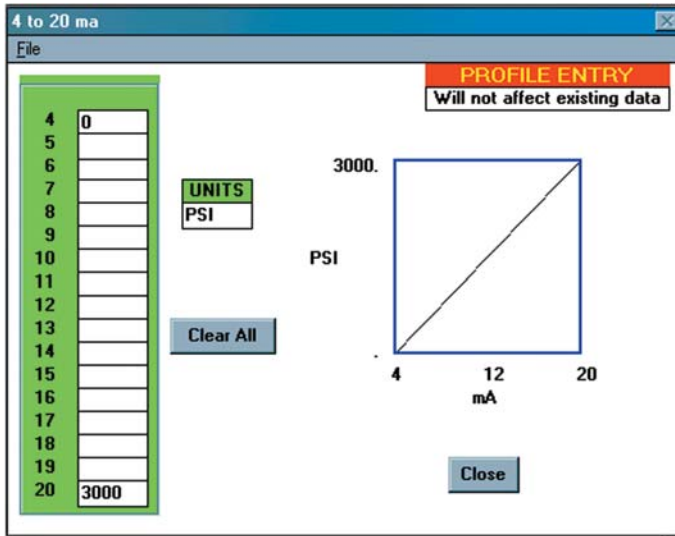 4 to 20 ma
File
PROFILE ENTRY
Will not affect existing data
4 0
5
6
7
8
9
10
11
12
13
14
15
16
17
18
19
20 3000
UNITS
PSI
Clear All
3000.
PSI
.
4 12 20
mA
Close